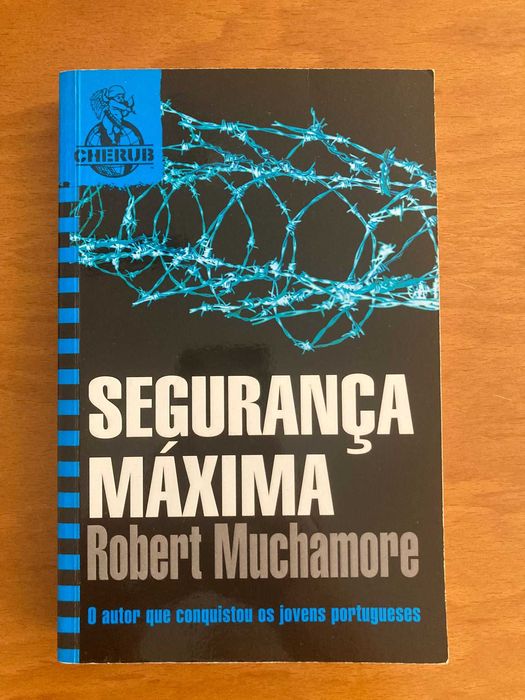 CHERUB
SEGURANÇA
MÁXIMA
Robert Muchamore
O autor que conquistou os jovens portugueses